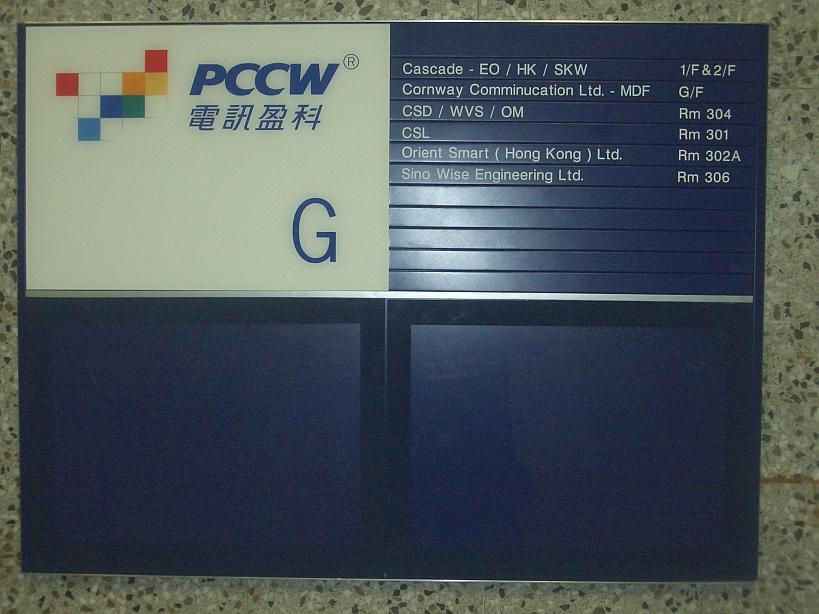 PCCW®
電訊盈科
G
Cascade - EO / HK / SKW 1/F & 2/F
Cornway Comminucation Ltd. - MDF G/F
CSD / WVS / OM Rm 304
CSL Rm 301
Orient Smart ( Hong Kong ) Ltd. Rm 302A
Sino Wise Engineering Ltd. Rm 306